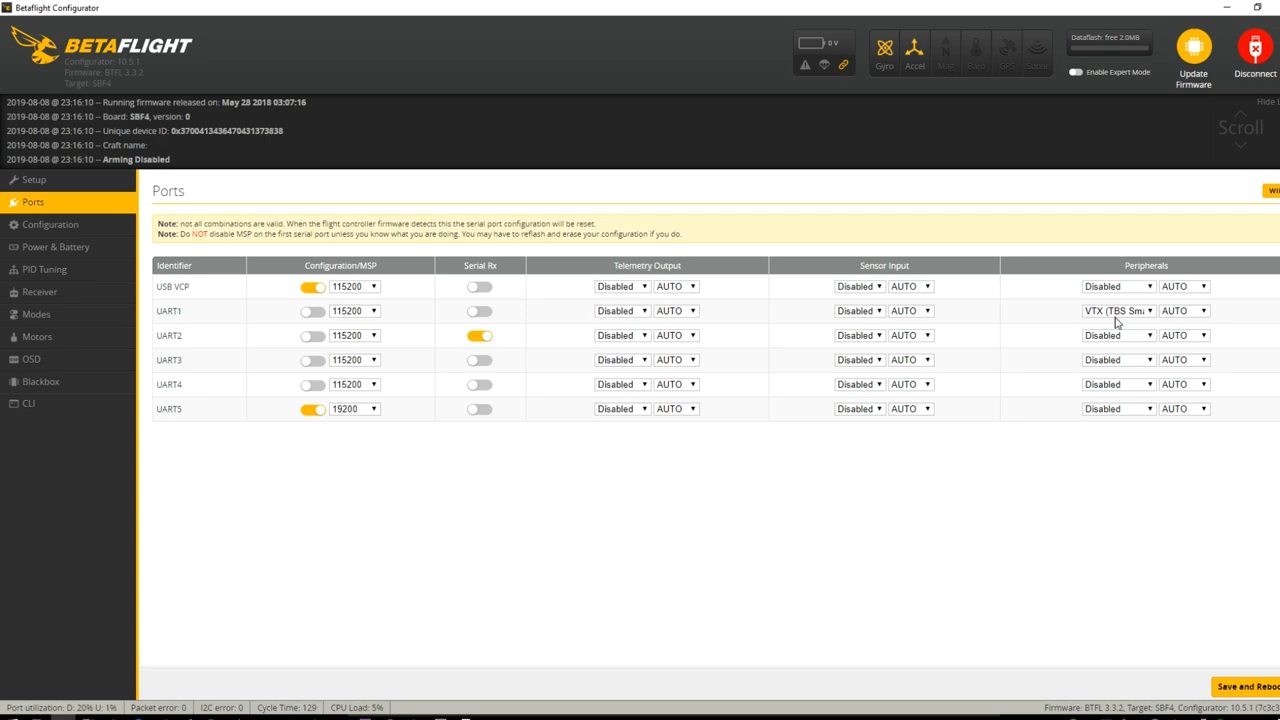 Betaflight Configurator
BETAFLIGHT
Configurator: 10.5.1
Firmware: BTFL 3.3.2
Target: SBF4
0 V
Gyro
Accel
Mag
Baro
GPS
Sonar
Dataflash: free 2.0MB
Enable Expert Mode
Update
Firmware
Disconnect
2019-08-08 @ 23:16:10 -- Running firmware released on: May 28 2018 03:07:16
2019-08-08 @ 23:16:10 -- Board: SBF4, version: 0
2019-08-08 @ 23:16:10 -- Unique device ID: 0x3700413436470431373838
2019-08-08 @ 23:16:10 -- Craft name:
2019-08-08 @ 23:16:10 -- Arming Disabled
Hide
Scroll
Setup
Ports
Configuration
Power & Battery
PID Tuning
Receiver
Modes
Motors
OSD
Blackbox
CLI
Ports
WI
Note: not all combinations are valid. When the flight controller firmware detects this the serial port configuration will be reset.
Note: Do NOT disable MSP on the first serial port unless you know what you are doing. You may have to reflash and erase your configuration if you do.
Identifier Configuration/MSP Serial Rx Telemetry Output Sensor Input Peripherals
USB VCP 115200 Disabled AUTO Disabled AUTO Disabled AUTO
UART1 115200 Disabled AUTO Disabled AUTO VTX (TBS Sma AUTO
UART2 115200 Disabled AUTO Disabled AUTO Disabled AUTO
UART3 115200 Disabled AUTO Disabled AUTO Disabled AUTO
UART4 115200 Disabled AUTO Disabled AUTO Disabled AUTO
UART5 19200 Disabled AUTO Disabled AUTO Disabled AUTO
Save and Reboo
Port utilization: D: 20% U: 1% Packet error: 0 I2C error: 0 Cycle Time: 129 CPU Load: 5% Firmware: BTFL 3.3.2, Target: SBF4, Configurator: 10.5.1 (7c3c